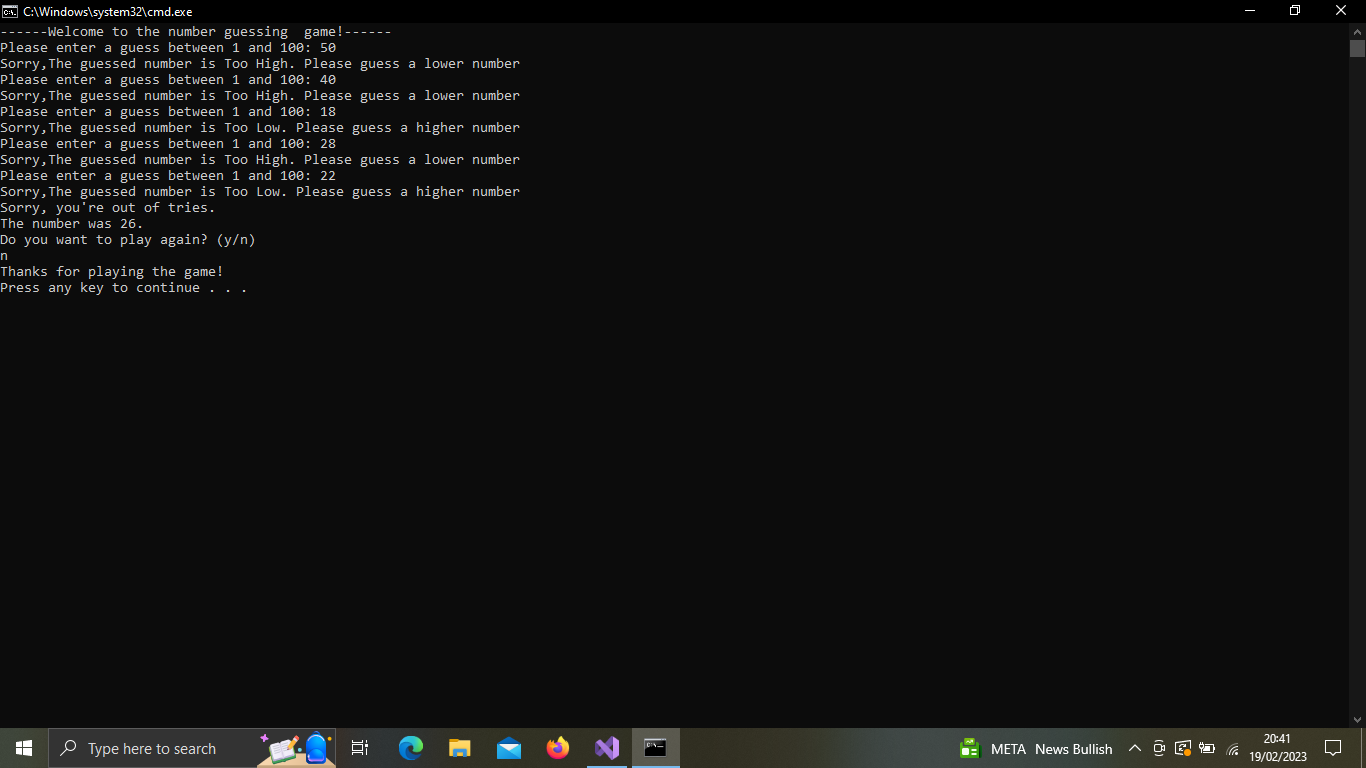 C:\Windows\system32\cmd.exe
------Welcome to the number guessing  game!------
Please enter a guess between 1 and 100: 50
Sorry,The guessed number is Too High. Please guess a lower number
Please enter a guess between 1 and 100: 40
Sorry,The guessed number is Too High. Please guess a lower number
Please enter a guess between 1 and 100: 18
Sorry,The guessed number is Too Low. Please guess a higher number
Please enter a guess between 1 and 100: 28
Sorry,The guessed number is Too High. Please guess a lower number
Please enter a guess between 1 and 100: 22
Sorry,The guessed number is Too Low. Please guess a higher number
Sorry, you're out of tries.
The number was 26.
Do you want to play again? (y/n)
n
Thanks for playing the game!
Press any key to continue . . .
Type here to search
META News Bullish
20:41
19/02/2023